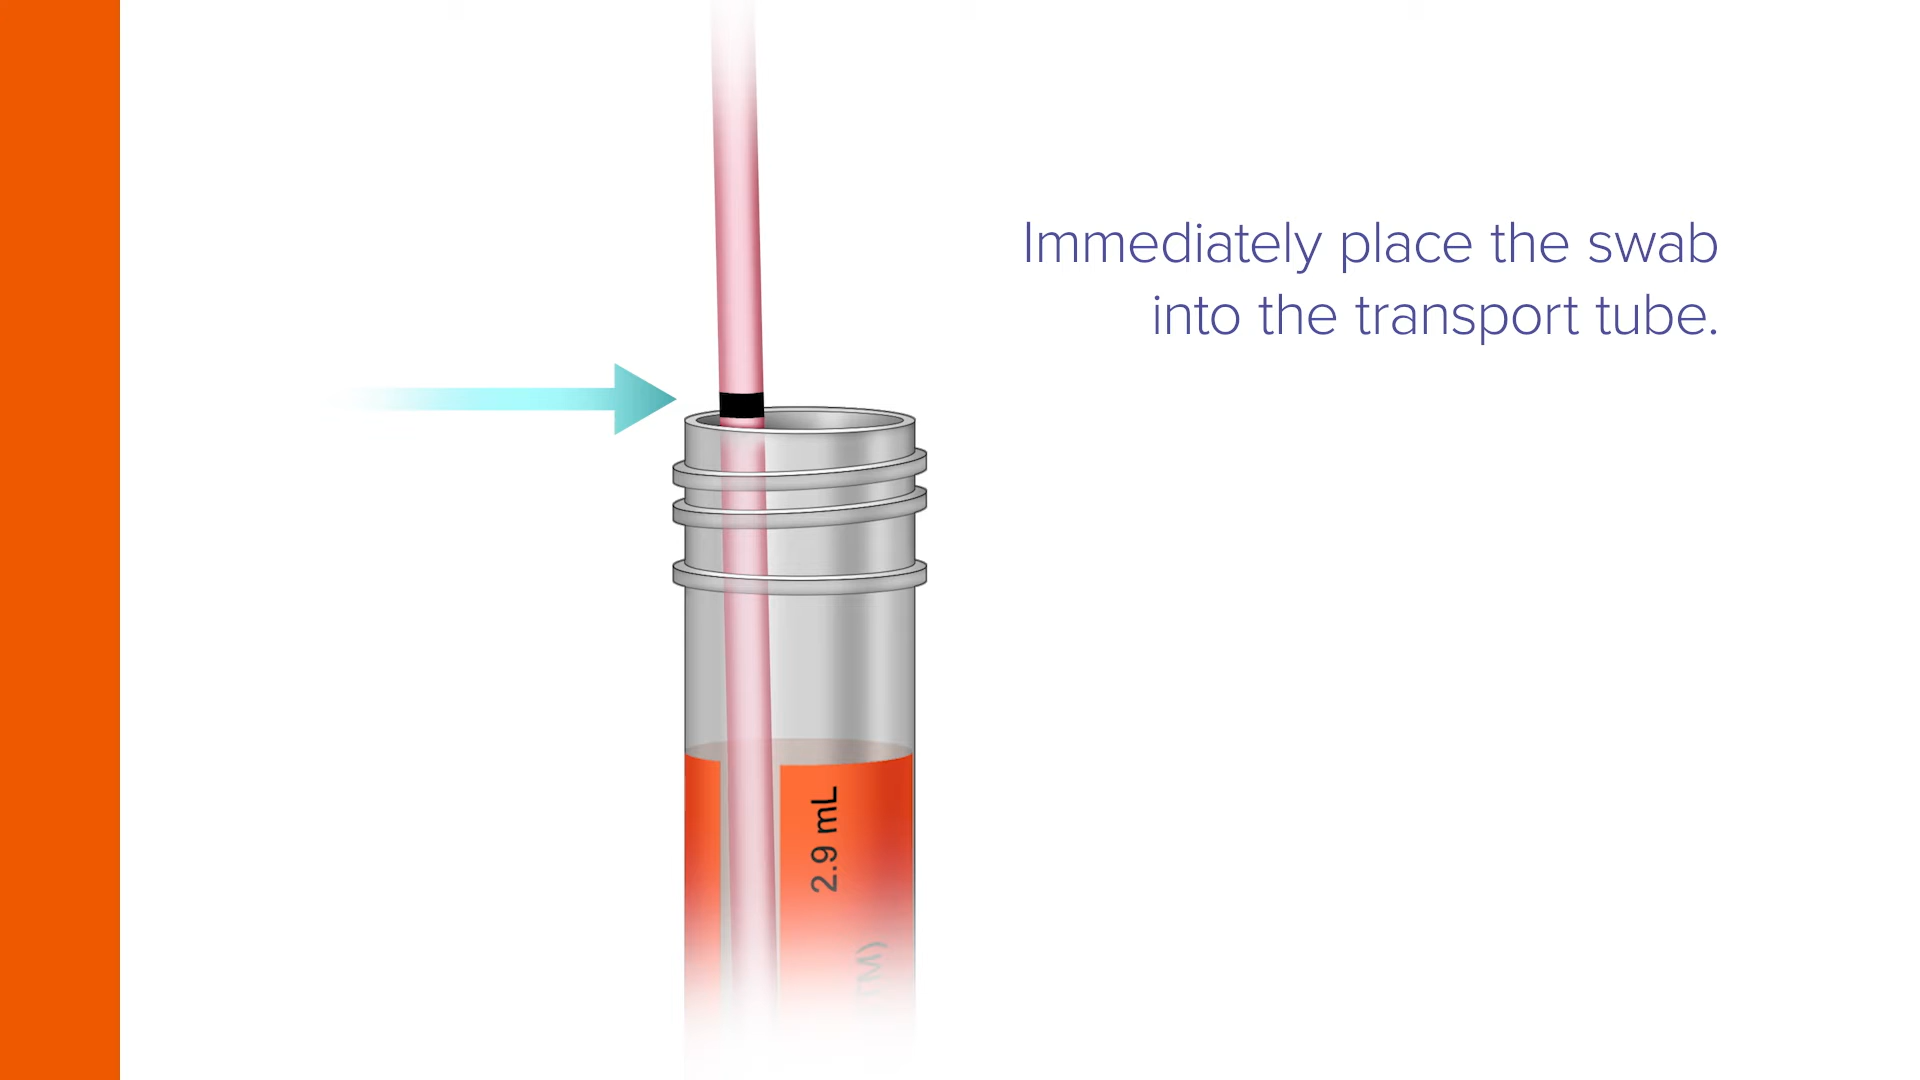 Immediately place the swab
into the transport tube.
2.9 mL